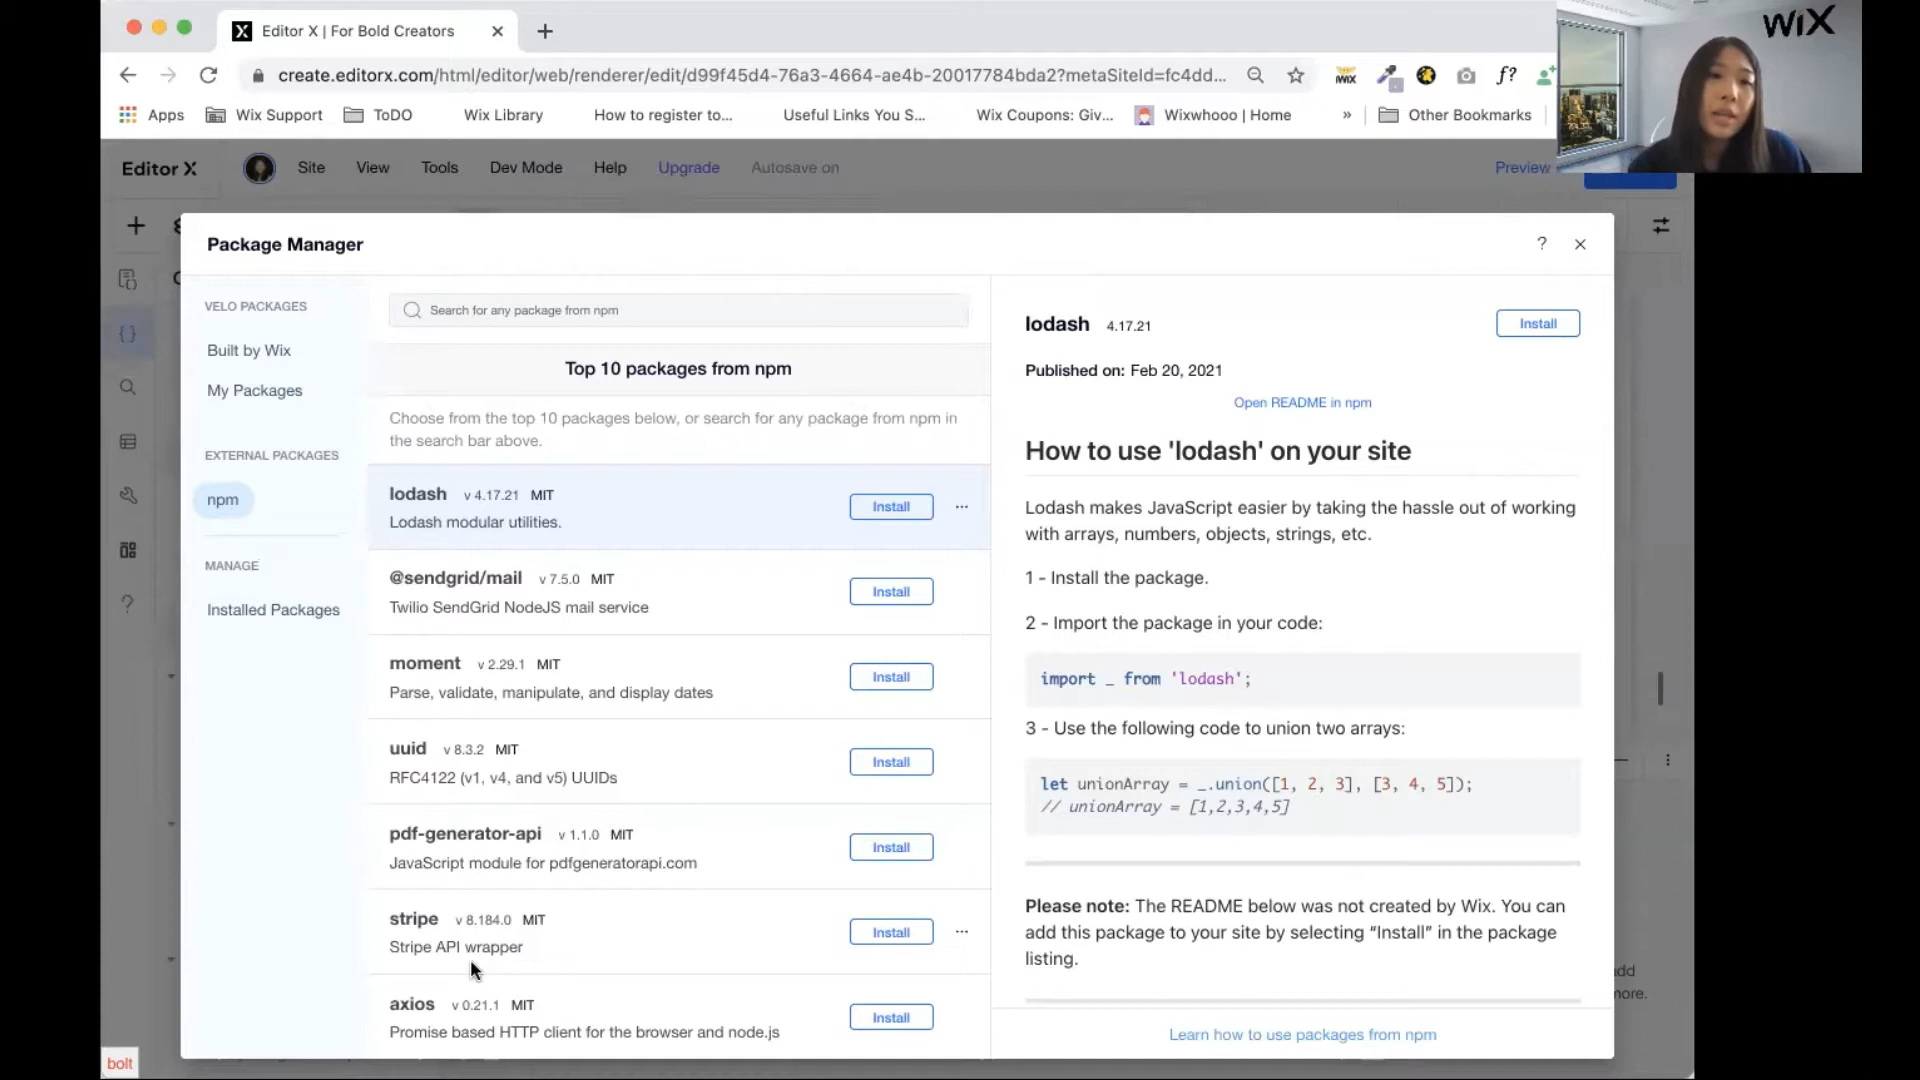 Editor X | For Bold Creators
WiX
create.editorx.com/html/editor/web/renderer/edit/d99f45d4-76a3-4664-ae4b-20017784bda2?metaSiteId=fc4dd...
WiX
f?
Apps
Wix Support
ToDO
Wix Library
How to register to...
Useful Links You S...
Wix Coupons: Giv...
Wixwhooo | Home
»
Other Bookmarks
Editor X
Site
View
Tools
Dev Mode
Help
Upgrade
Autosave on
Preview
Package Manager
?
VELO PACKAGES
Built by Wix
My Packages
EXTERNAL PACKAGES
npm
MANAGE
Installed Packages
Search for any package from npm
Top 10 packages from npm
Choose from the top 10 packages below, or search for any package from npm in
the search bar above.
lodash v 4.17.21 MIT
Lodash modular utilities.
Install
@sendgrid/mail v 7.5.0 MIT
Twilio SendGrid NodeJS mail service
Install
moment v 2.29.1 MIT
Parse, validate, manipulate, and display dates
Install
uuid v 8.3.2 MIT
RFC4122 (v1, v4, and v5) UUIDs
Install
pdf-generator-api v 1.1.0 MIT
JavaScript module for pdfgeneratorapi.com
Install
stripe v 8.184.0 MIT
Stripe API wrapper
Install
axios v 0.21.1 MIT
Promise based HTTP client for the browser and node.js
Install
lodash 4.17.21
Install
Published on: Feb 20, 2021
Open README in npm
How to use 'lodash' on your site
Lodash makes JavaScript easier by taking the hassle out of working
with arrays, numbers, objects, strings, etc.
1 - Install the package.
2 - Import the package in your code:
import _ from 'lodash';
3 - Use the following code to union two arrays:
let unionArray = _.union([1, 2, 3], [3, 4, 5]);
// unionArray = [1,2,3,4,5]
Please note: The README below was not created by Wix. You can
add this package to your site by selecting “Install” in the package
listing.
Learn how to use packages from npm
add
more.
bolt